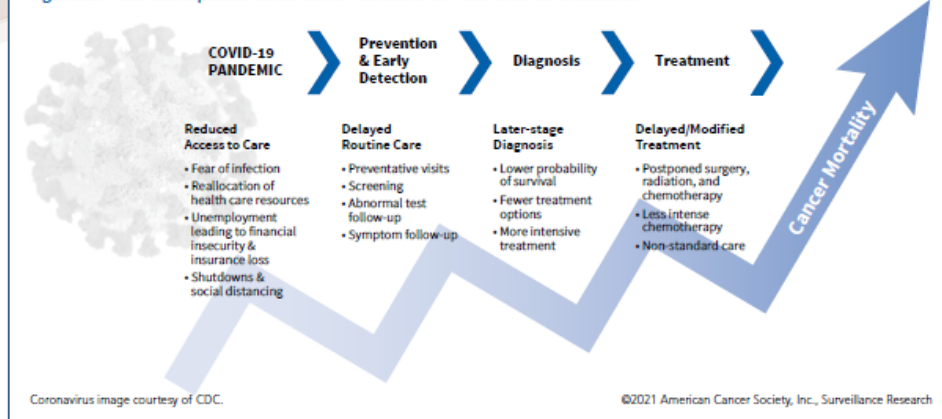 COVID-19
PANDEMIC
Prevention
& Early
Detection
Diagnosis
Treatment
Reduced
Access to Care
• Fear of infection
• Reallocation of
health care resources
• Unemployment
leading to financial
insecurity &
insurance loss
• Shutdowns &
social distancing
Delayed
Routine Care
• Preventative visits
• Screening
• Abnormal test
follow-up
• Symptom follow-up
Later-stage
Diagnosis
• Lower probability
of survival
• Fewer treatment
options
• More intensive
treatment
Delayed/Modified
Treatment
• Postponed surgery,
radiation, and
chemotherapy
• Less intense
chemotherapy
• Non-standard care
Cancer Mortality
Coronavirus image courtesy of CDC.
©2021 American Cancer Society, Inc., Surveillance Research